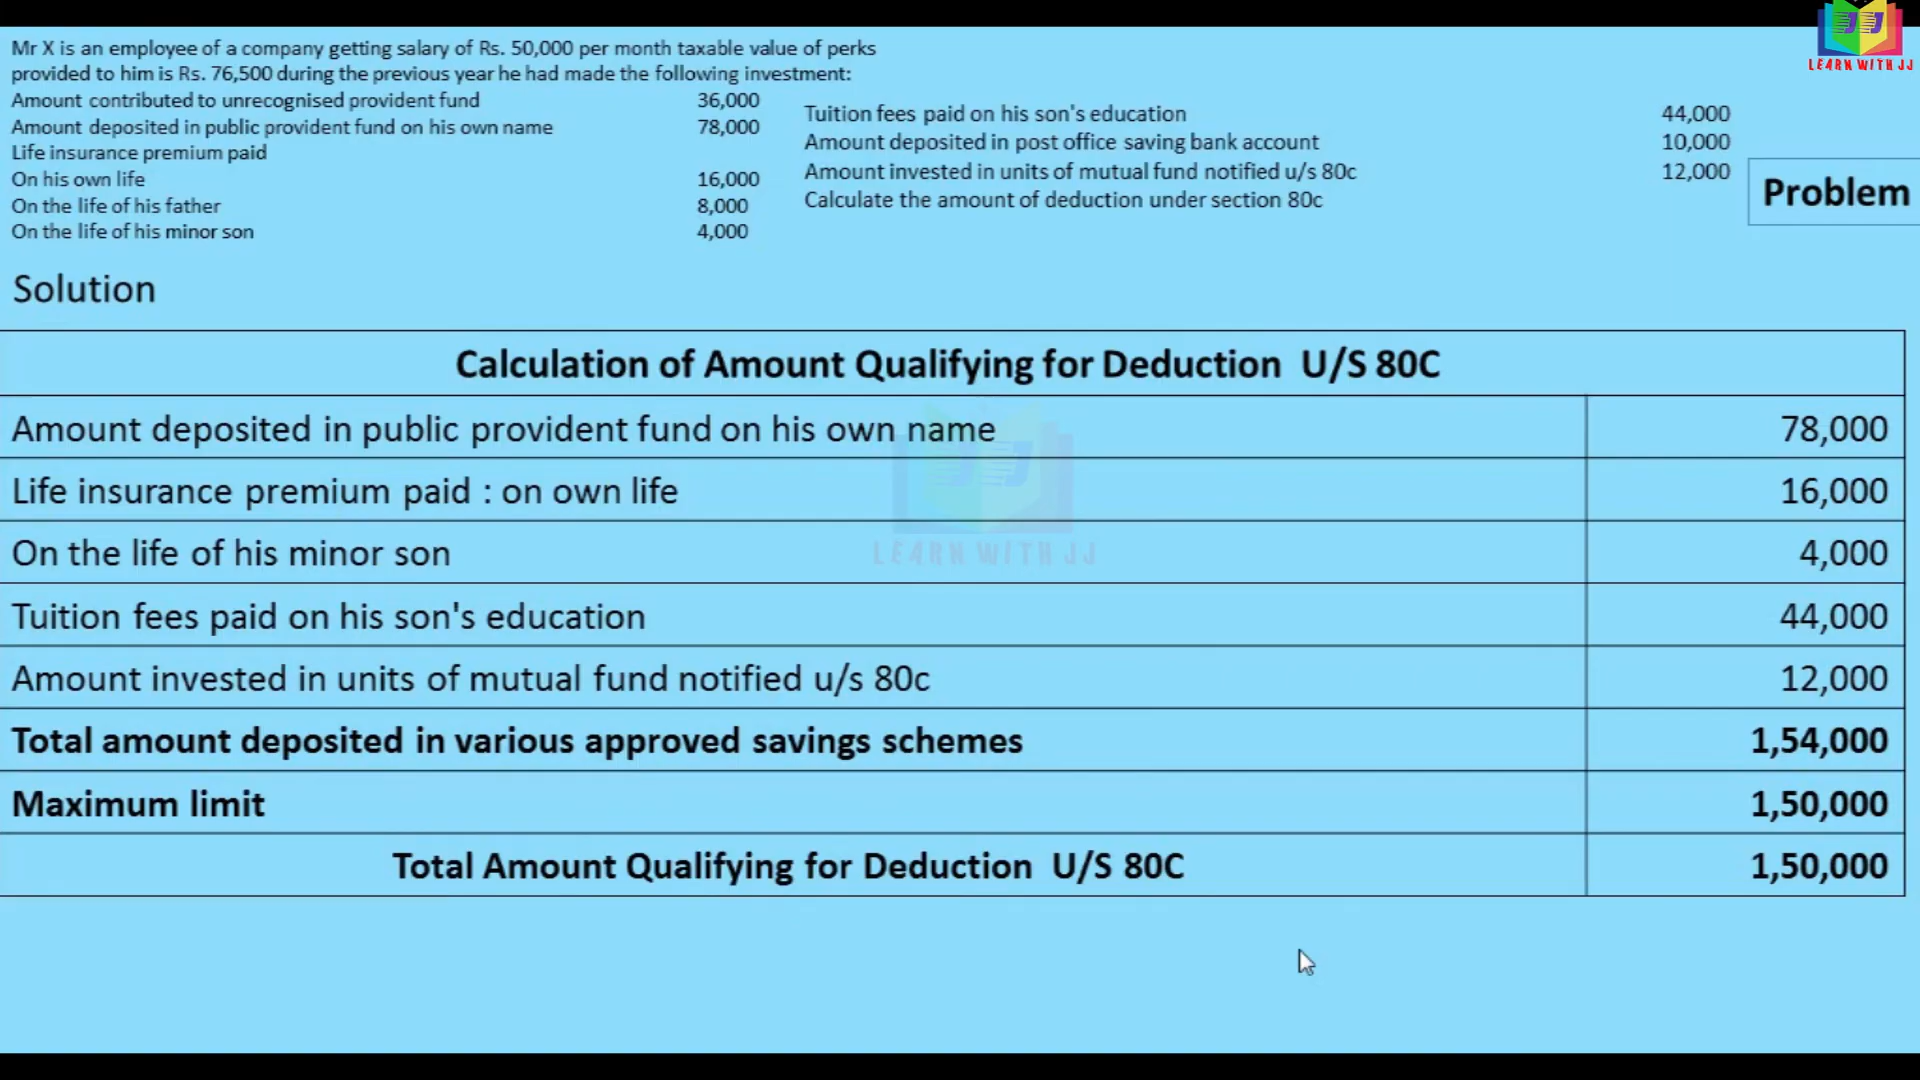 LEARN WITH JJ
Mr X is an employee of a company getting salary of Rs. 50,000 per month taxable value of perks
provided to him is Rs. 76,500 during the previous year he had made the following investment:
Amount contributed to unrecognised provident fund 36,000
Amount deposited in public provident fund on his own name 78,000
Life insurance premium paid
On his own life 16,000
On the life of his father 8,000
On the life of his minor son 4,000
Tuition fees paid on his son's education 44,000
Amount deposited in post office saving bank account 10,000
Amount invested in units of mutual fund notified u/s 80c 12,000
Calculate the amount of deduction under section 80c
Problem
Solution
Calculation of Amount Qualifying for Deduction U/S 80C
Amount deposited in public provident fund on his own name 78,000
Life insurance premium paid : on own life 16,000
On the life of his minor son 4,000
LEARN WITH JJ
Tuition fees paid on his son's education 44,000
Amount invested in units of mutual fund notified u/s 80c 12,000
Total amount deposited in various approved savings schemes 1,54,000
Maximum limit 1,50,000
Total Amount Qualifying for Deduction U/S 80C 1,50,000